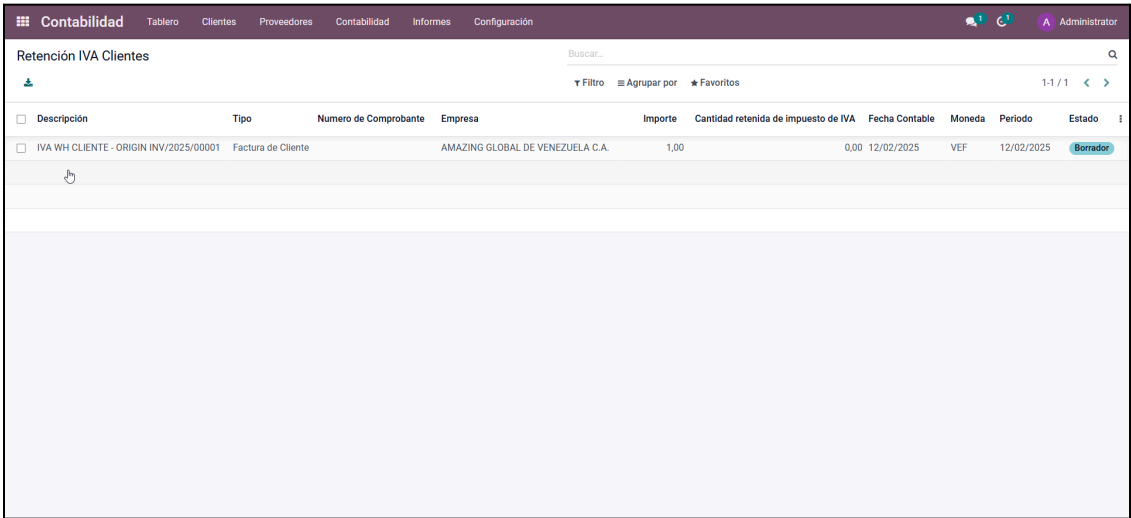 Contabilidad Tablero Clientes Proveedores Contabilidad Informes Configuración 1 1 A Administrator
Retención IVA Clientes Buscar...
Filtro Agrupar por Favoritos 1-1 / 1
Descripción Tipo Numero de Comprobante Empresa Importe Cantidad retenida de impuesto de IVA Fecha Contable Moneda Periodo Estado
IVA WH CLIENTE - ORIGIN INV/2025/00001 Factura de Cliente AMAZING GLOBAL DE VENEZUELA C.A. 1,00 0,00 12/02/2025 VEF 12/02/2025 Borrador